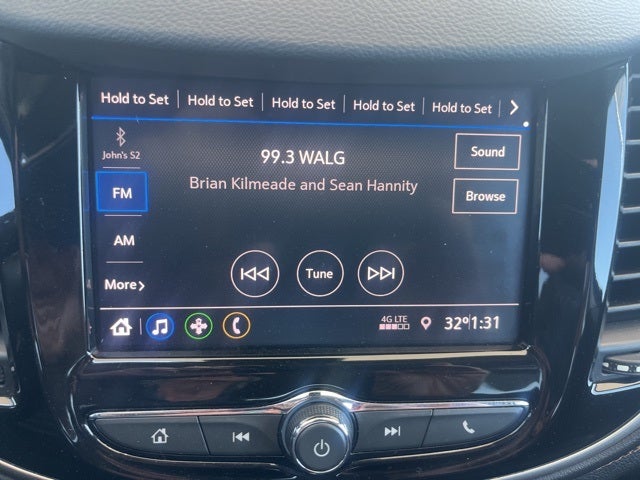 Hold to Set Hold to Set Hold to Set Hold to Set Hold to Set
John's S2
99.3 WALG
Sound
Brian Kilmeade and Sean Hannity
FM
Browse
AM
Tune
More
4G LTE
32° 1:31